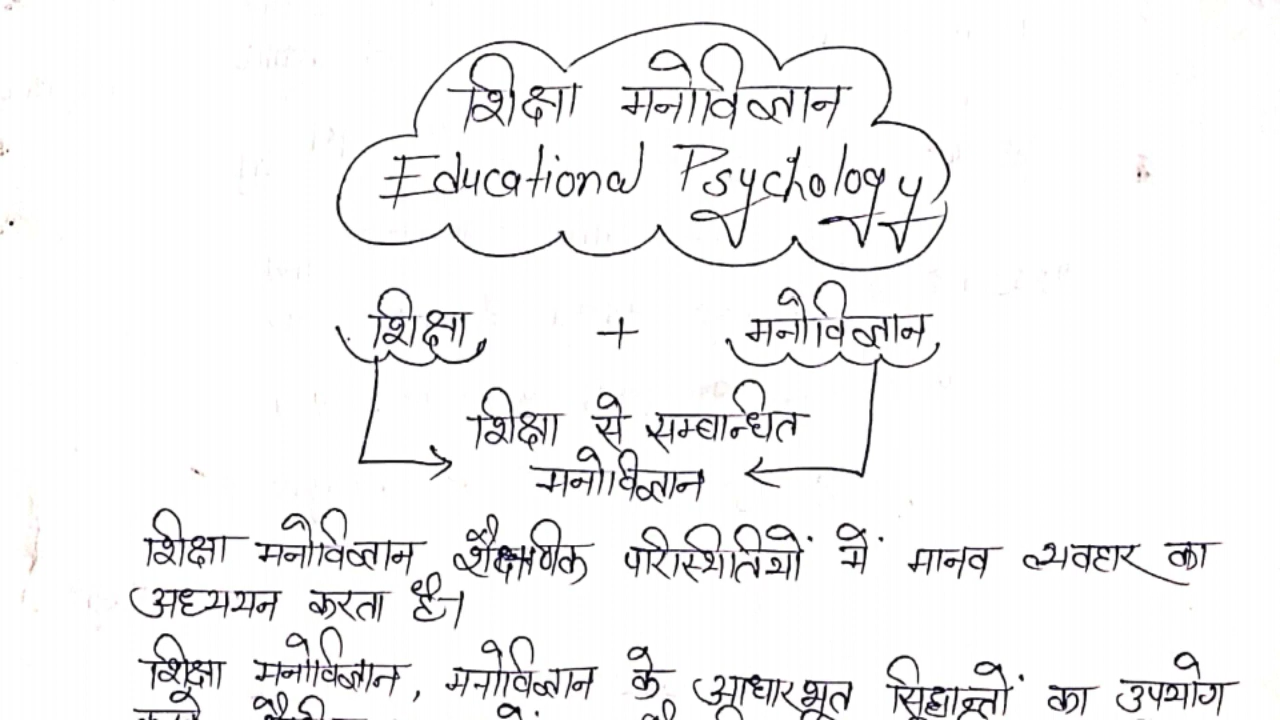 शिक्षा मनोविज्ञान
Educational Psychology
शिक्षा + मनोविज्ञान
शिक्षा से सम्बन्धित
मनोविज्ञान
शिक्षा मनोविज्ञान शैक्षणिक परिस्थितियों में मानव व्यवहार का
अध्ययन करता है।
शिक्षा मनोविज्ञान, मनोविज्ञान के आधारभूत सिद्धान्तों का उपयोग